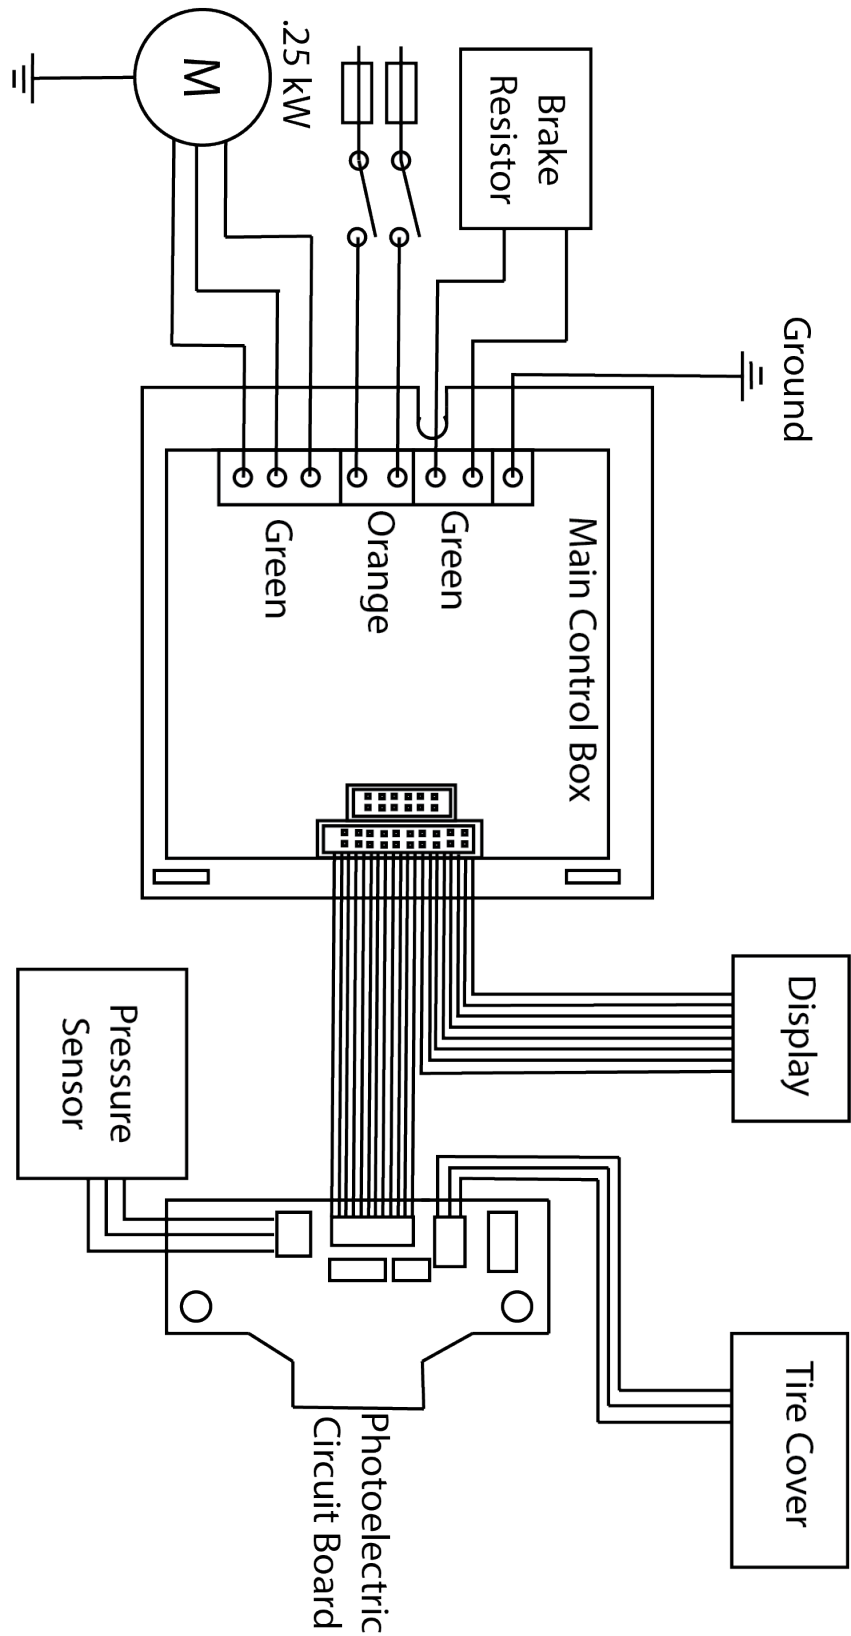 M
.25 kW
Brake
Resistor
Ground
Main Control Box
Green
Orange
Green
Display
Pressure
Sensor
Tire Cover
Photoelectric
Circuit Board